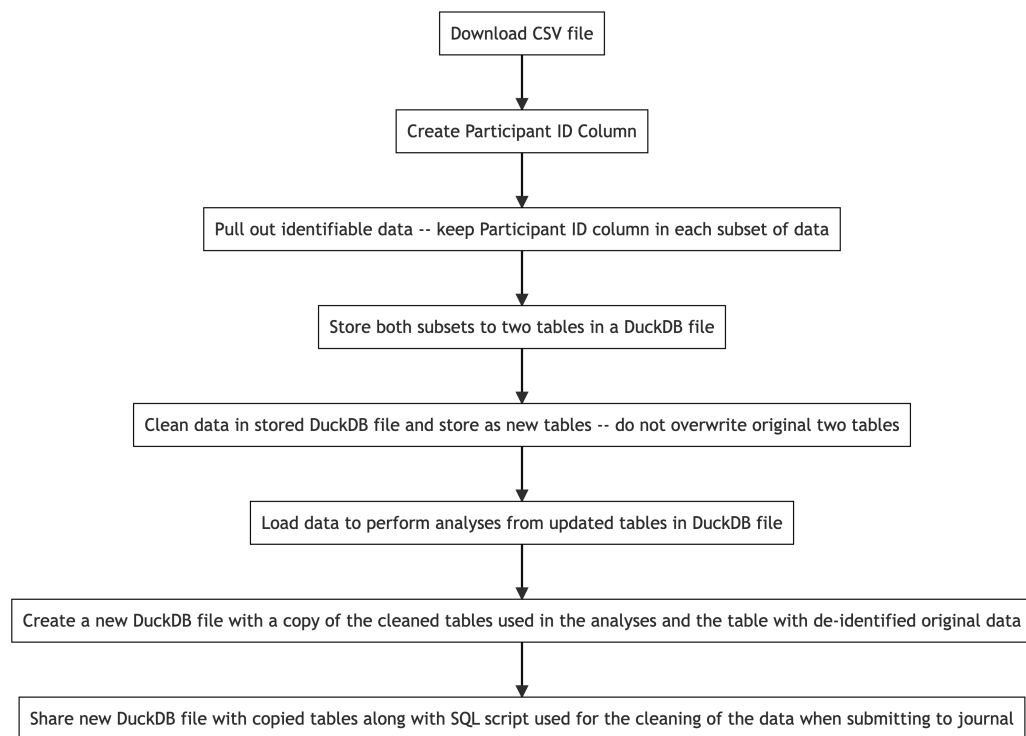 Download CSV file
Create Participant ID Column
Pull out identifiable data -- keep Participant ID column in each subset of data
Store both subsets to two tables in a DuckDB file
Clean data in stored DuckDB file and store as new tables -- do not overwrite original two tables
Load data to perform analyses from updated tables in DuckDB file
Create a new DuckDB file with a copy of the cleaned tables used in the analyses and the table with de-identified original data
Share new DuckDB file with copied tables along with SQL script used for the cleaning of the data when submitting to journal